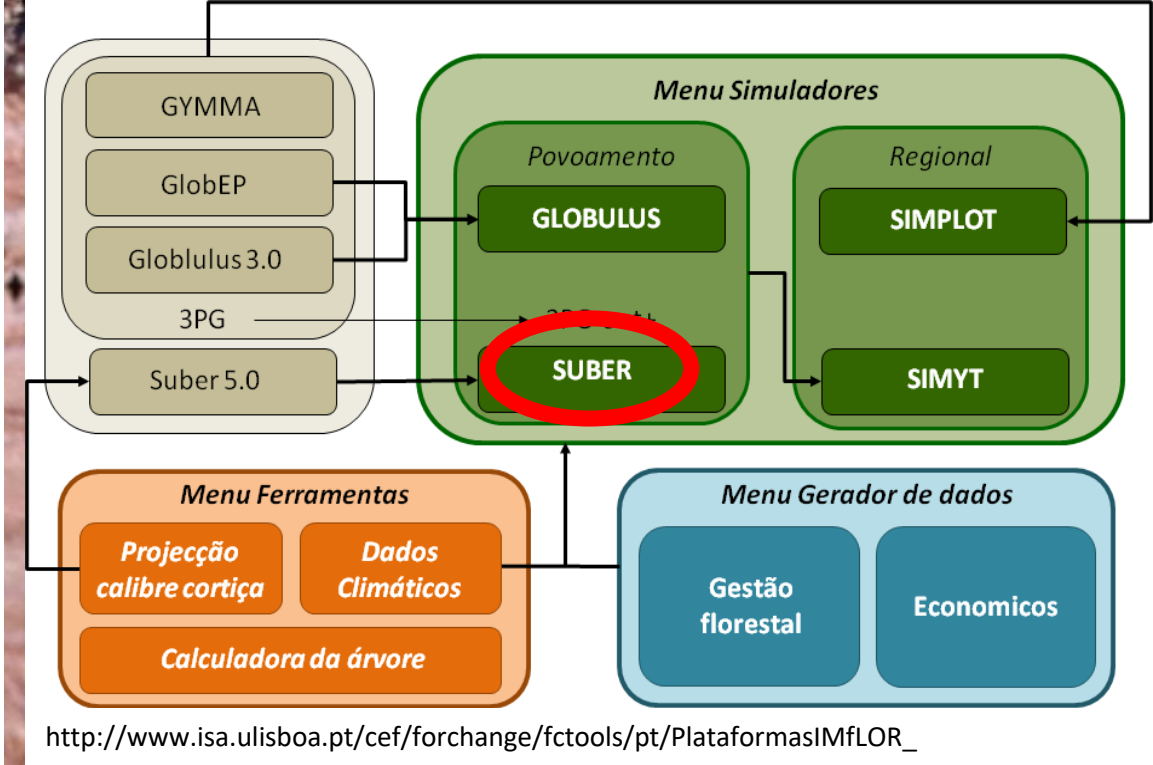 GYMMA
GlobEP
Globlulus 3.0
3PG
Suber 5.0
Menu Simuladores
Povoamento
GLOBULUS
SUBER
Regional
SIMPLOT
SIMYT
Menu Ferramentas
Projecção
calibre cortiça
Dados
Climáticos
Calculadora da árvore
Menu Gerador de dados
Gestão
florestal
Economicos
http://www.isa.ulisboa.pt/cef/forchange/fctools/pt/PlataformasIMfLOR_